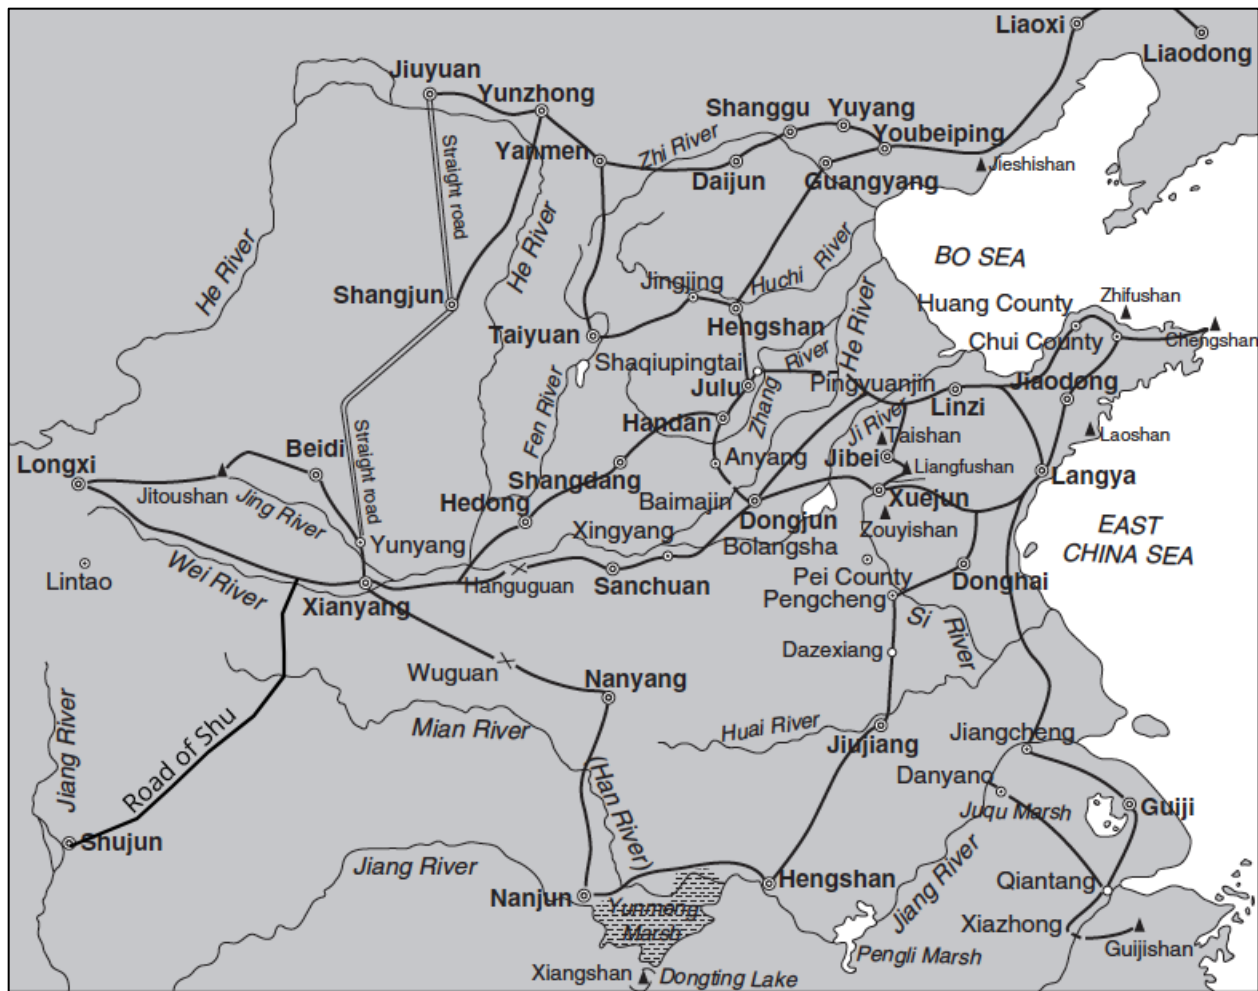 Liaoxi
Liaodong
Jiuyuan
Yunzhong
Shanggu
Yuyang
Youbeiping
Yanmen
Zhi River
Daijun
Guangyang
Jieshishan
Straight road
He River
He River
BO SEA
Shangjun
Jingjing
Huchi River
Huang County
Zhifushan
Taiyuan
Hengshan
He River
Chui County
Chengshan
Shaqiupingtai
River
Julu
Pingyuanjin
Linzi
Jiaodong
Fen River
Handan
Zhang
Ji River
Taishan
Laoshan
Beidi
Straight road
Longxi
Jitoushan
Jing River
Shangdang
Anyang
Jibei
Liangfushan
Langya
Hedong
Baimajin
Dongjun
Xuejun
Xingyang
Bolangsha
Zouyishan
EAST
CHINA SEA
Yunyang
Lintao
Wei River
Xianyang
Hanguguan
Sanchuan
Pei County
Donghai
Pengcheng
Si River
Dazexiang
Wuguan
Nanyang
Jiang River
Road of Shu
Mian River
Huai River
Jiujiang
Jiangcheng
(Han River)
Danyang
Juqu Marsh
Guiji
Shujun
Jiang River
Nanjun
Yunmeng
Marsh
Hengshan
Jiang River
Qiantang
Xiazhong
Guijishan
Pengli Marsh
Xiangshan
Dongting Lake